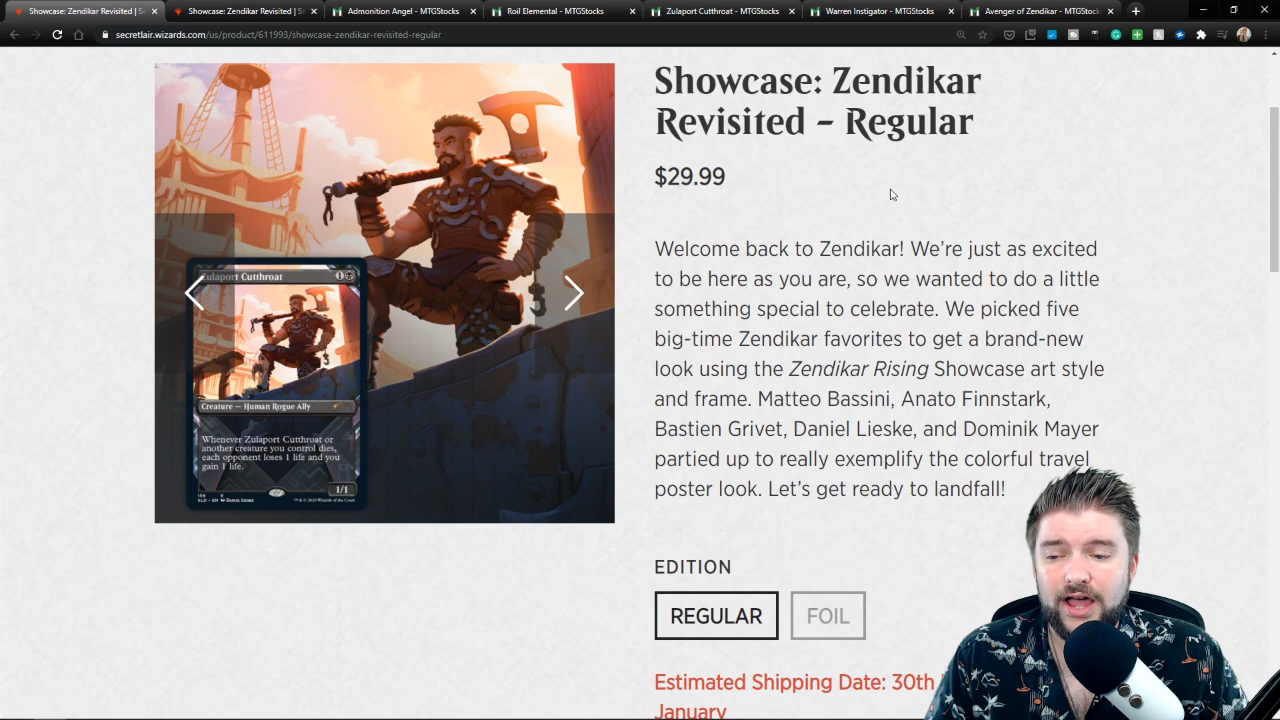 Showcase: Zendikar Revisited | Se
Showcase: Zendikar Revisited | Se
Admonition Angel - MTGStocks
Roil Elemental - MTGStocks
Zulaport Cutthroat - MTGStocks
Warren Instigator - MTGStocks
Avenger of Zendikar - MTGStock
secretlair.wizards.com/us/product/611993/showcase-zendikar-revisited-regular
Showcase: Zendikar
Revisited - Regular
$29.99
Welcome back to Zendikar! We're just as excited
to be here as you are, so we wanted to do a little
something special to celebrate. We picked five
big-time Zendikar favorites to get a brand-new
look using the Zendikar Rising Showcase art style
and frame. Matteo Bassini, Anato Finnstark,
Bastien Grivet, Daniel Lieske, and Dominik Mayer
partied up to really exemplify the colorful travel
poster look. Let's get ready to landfall!
Zulaport Cutthroat 1
Creature — Human Rogue Ally
Whenever Zulaport Cutthroat or
another creature you control dies,
each opponent loses 1 life and you
gain 1 life.
1/1
EDITION
REGULAR
FOIL
Estimated Shipping Date: 30th
January